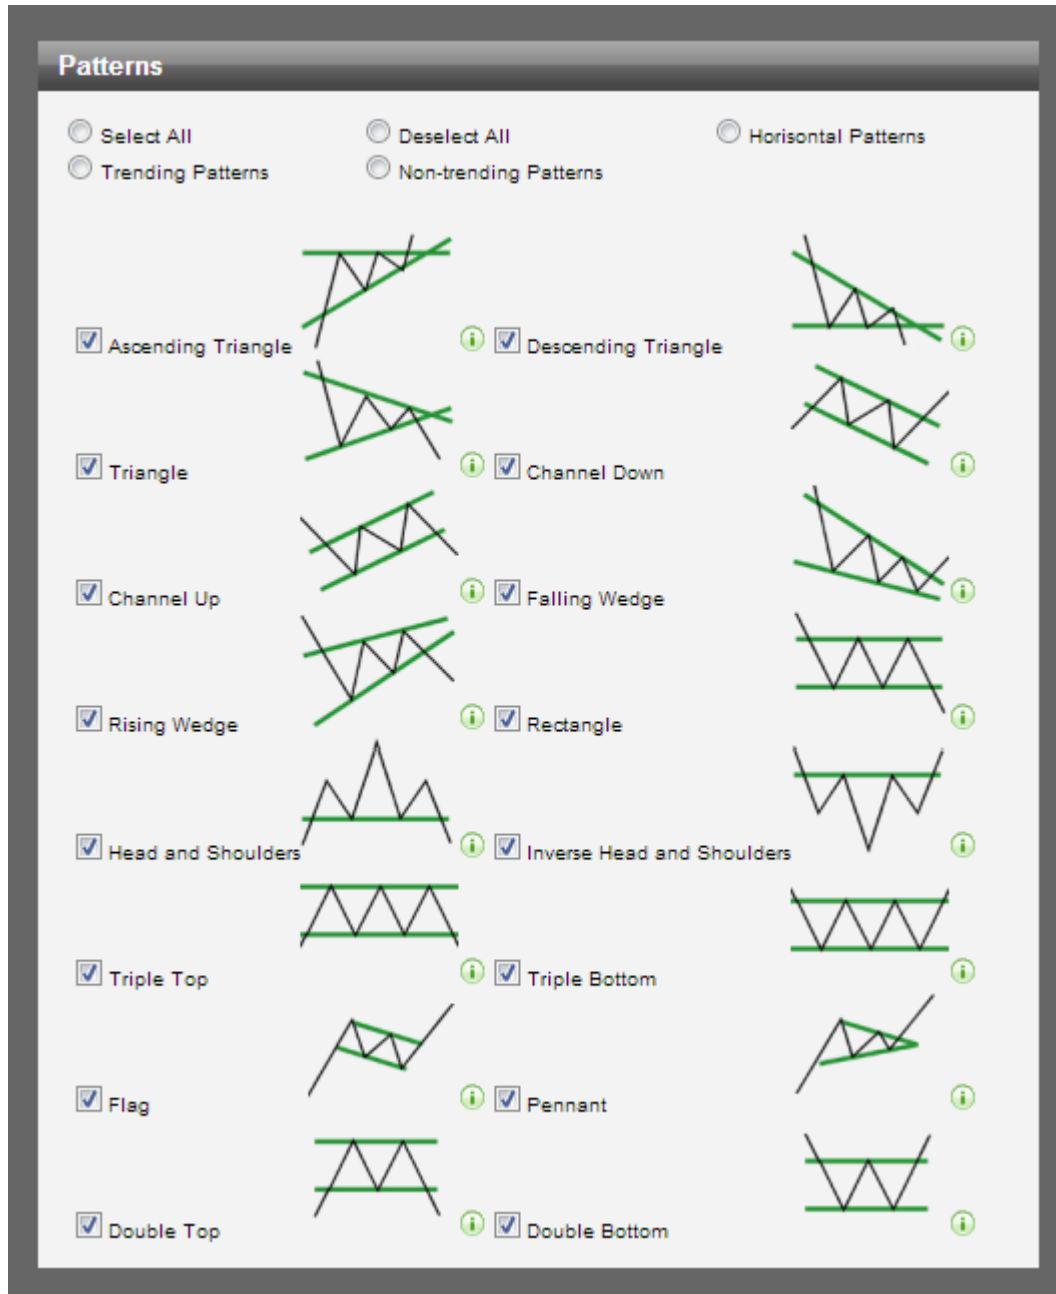 Patterns
Select All Deselect All Horisontal Patterns
Trending Patterns Non-trending Patterns
Ascending Triangle Descending Triangle
Triangle Channel Down
Channel Up Falling Wedge
Rising Wedge Rectangle
Head and Shoulders Inverse Head and Shoulders
Triple Top Triple Bottom
Flag Pennant
Double Top Double Bottom